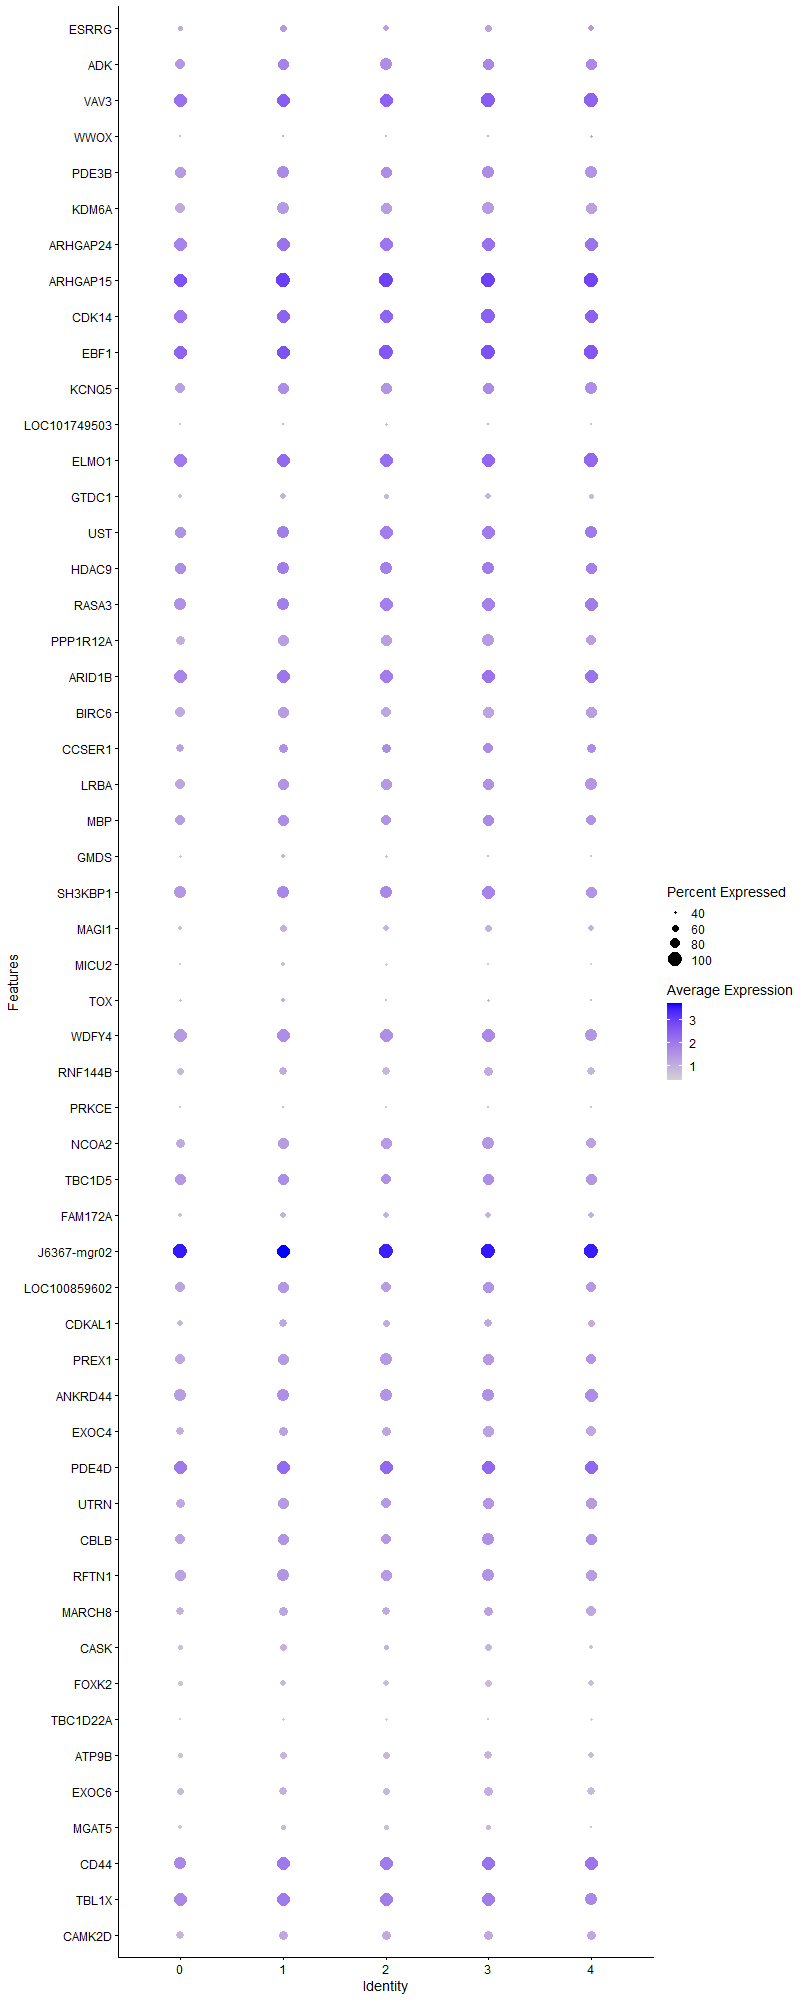 ESRRG
ADK
VAV3
WWOX
PDE3B
KDM6A
ARHGAP24
ARHGAP15
CDK14
EBF1
KCNQ5
LOC101749503
ELMO1
GTDC1
UST
HDAC9
RASA3
PPP1R12A
ARID1B
BIRC6
CCSER1
LRBA
MBP
GMDS
SH3KBP1
MAGI1
MICU2
TOX
WDFY4
RNF144B
PRKCE
NCOA2
TBC1D5
FAM172A
J6367-mgr02
LOC100859602
CDKAL1
PREX1
ANKRD44
EXOC4
PDE4D
UTRN
CBLB
RFTN1
MARCH8
CASK
FOXK2
TBC1D22A
ATP9B
EXOC6
MGAT5
CD44
TBL1X
CAMK2D
Features
0 1 2 3 4
Identity
Percent Expressed
40
60
80
100
Average Expression
3
2
1